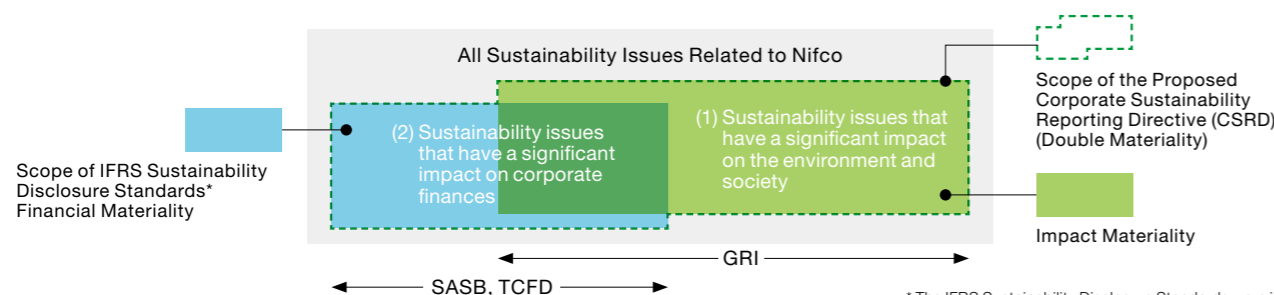 All Sustainability Issues Related to Nifco
Scope of the Proposed
Corporate Sustainability
Reporting Directive (CSRD)
(Double Materiality)
(1) Sustainability issues that
have a significant impact
on the environment and
society
(2) Sustainability issues
that have a significant
impact on corporate
finances
Scope of IFRS Sustainability
Disclosure Standards*
Financial Materiality
Impact Materiality
GRI
SASB, TCFD